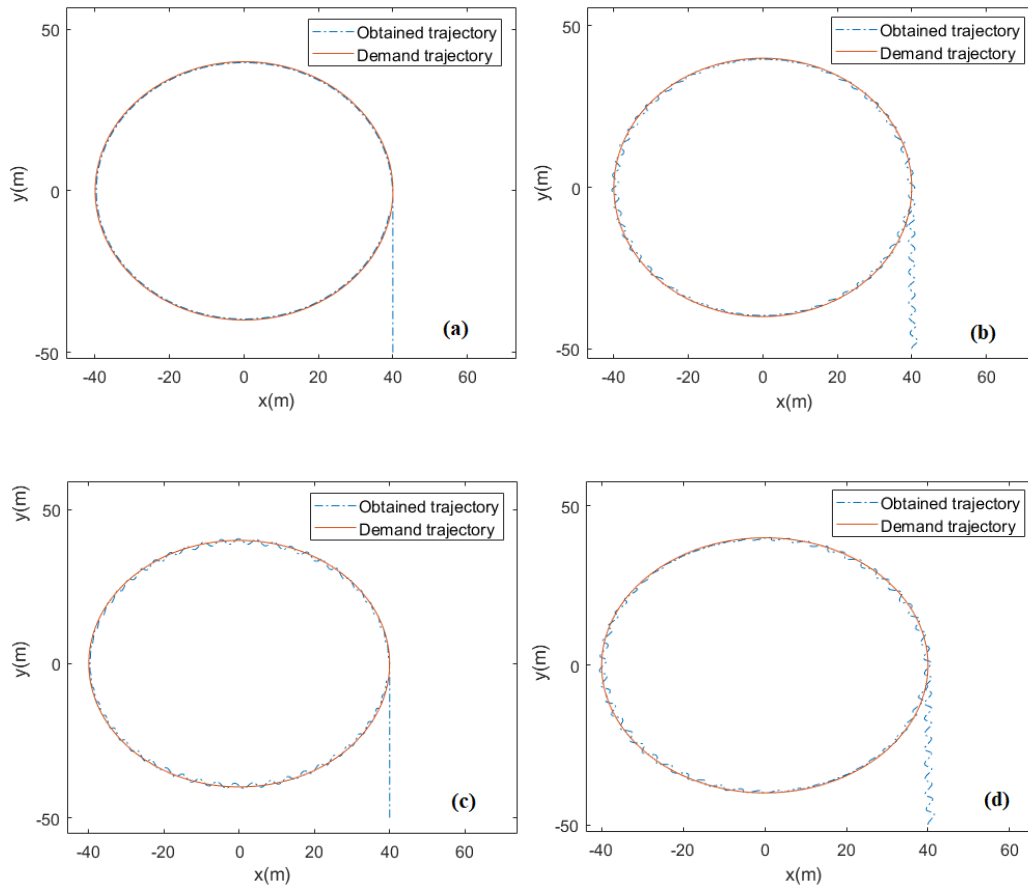 Obtained trajectory
Demand trajectory
50
0
-50
y(m)
(a)
-40 -20 0 20 40 60
x(m)
Obtained trajectory
Demand trajectory
50
0
-50
y(m)
(b)
-40 -20 0 20 40 60
x(m)
y(m)
Obtained trajectory
Demand trajectory
50
0
-50
y(m)
(c)
-40 -20 0 20 40 60
x(m)
Obtained trajectory
Demand trajectory
50
0
-50
y(m)
(d)
-40 -20 0 20 40 60
x(m)